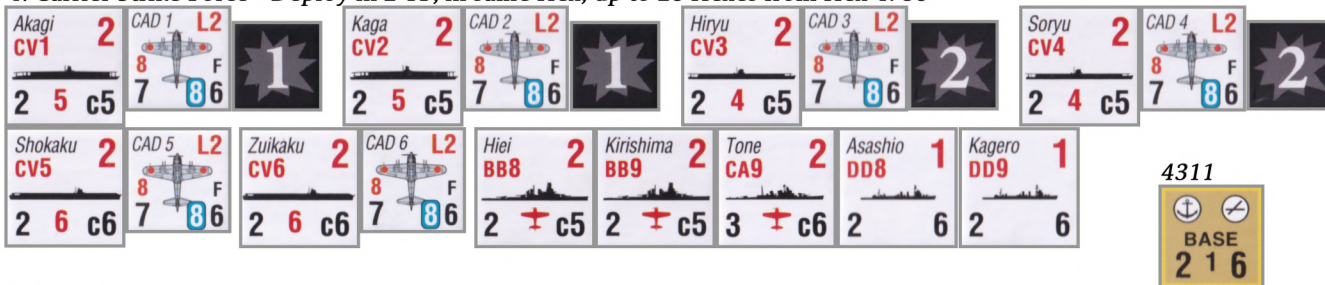 Akagi 2 CV1 2 5 c5
CAD 1 L2 8 F 7 8 6
1
Kaga 2 CV2 2 5 c5
CAD 2 L2 8 F 7 8 6
1
Hiryu 2 CV3 2 4 c5
CAD 3 L2 8 F 7 8 6
2
Soryu 2 CV4 2 4 c5
CAD 4 L2 8 F 7 8 6
2
Shokaku 2 CV5 2 6 c6
CAD 5 L2 8 F 7 8 6
Zuikaku 2 CV6 2 6 c6
CAD 6 L2 8 F 7 8 6
Hiei 2 BB8 2 c5
Kirishima 2 BB9 2 c5
Tone 2 CA9 3 c6
Asashio 1 DD8 2 6
Kagero 1 DD9 2 6
4311
BASE
2 1 6